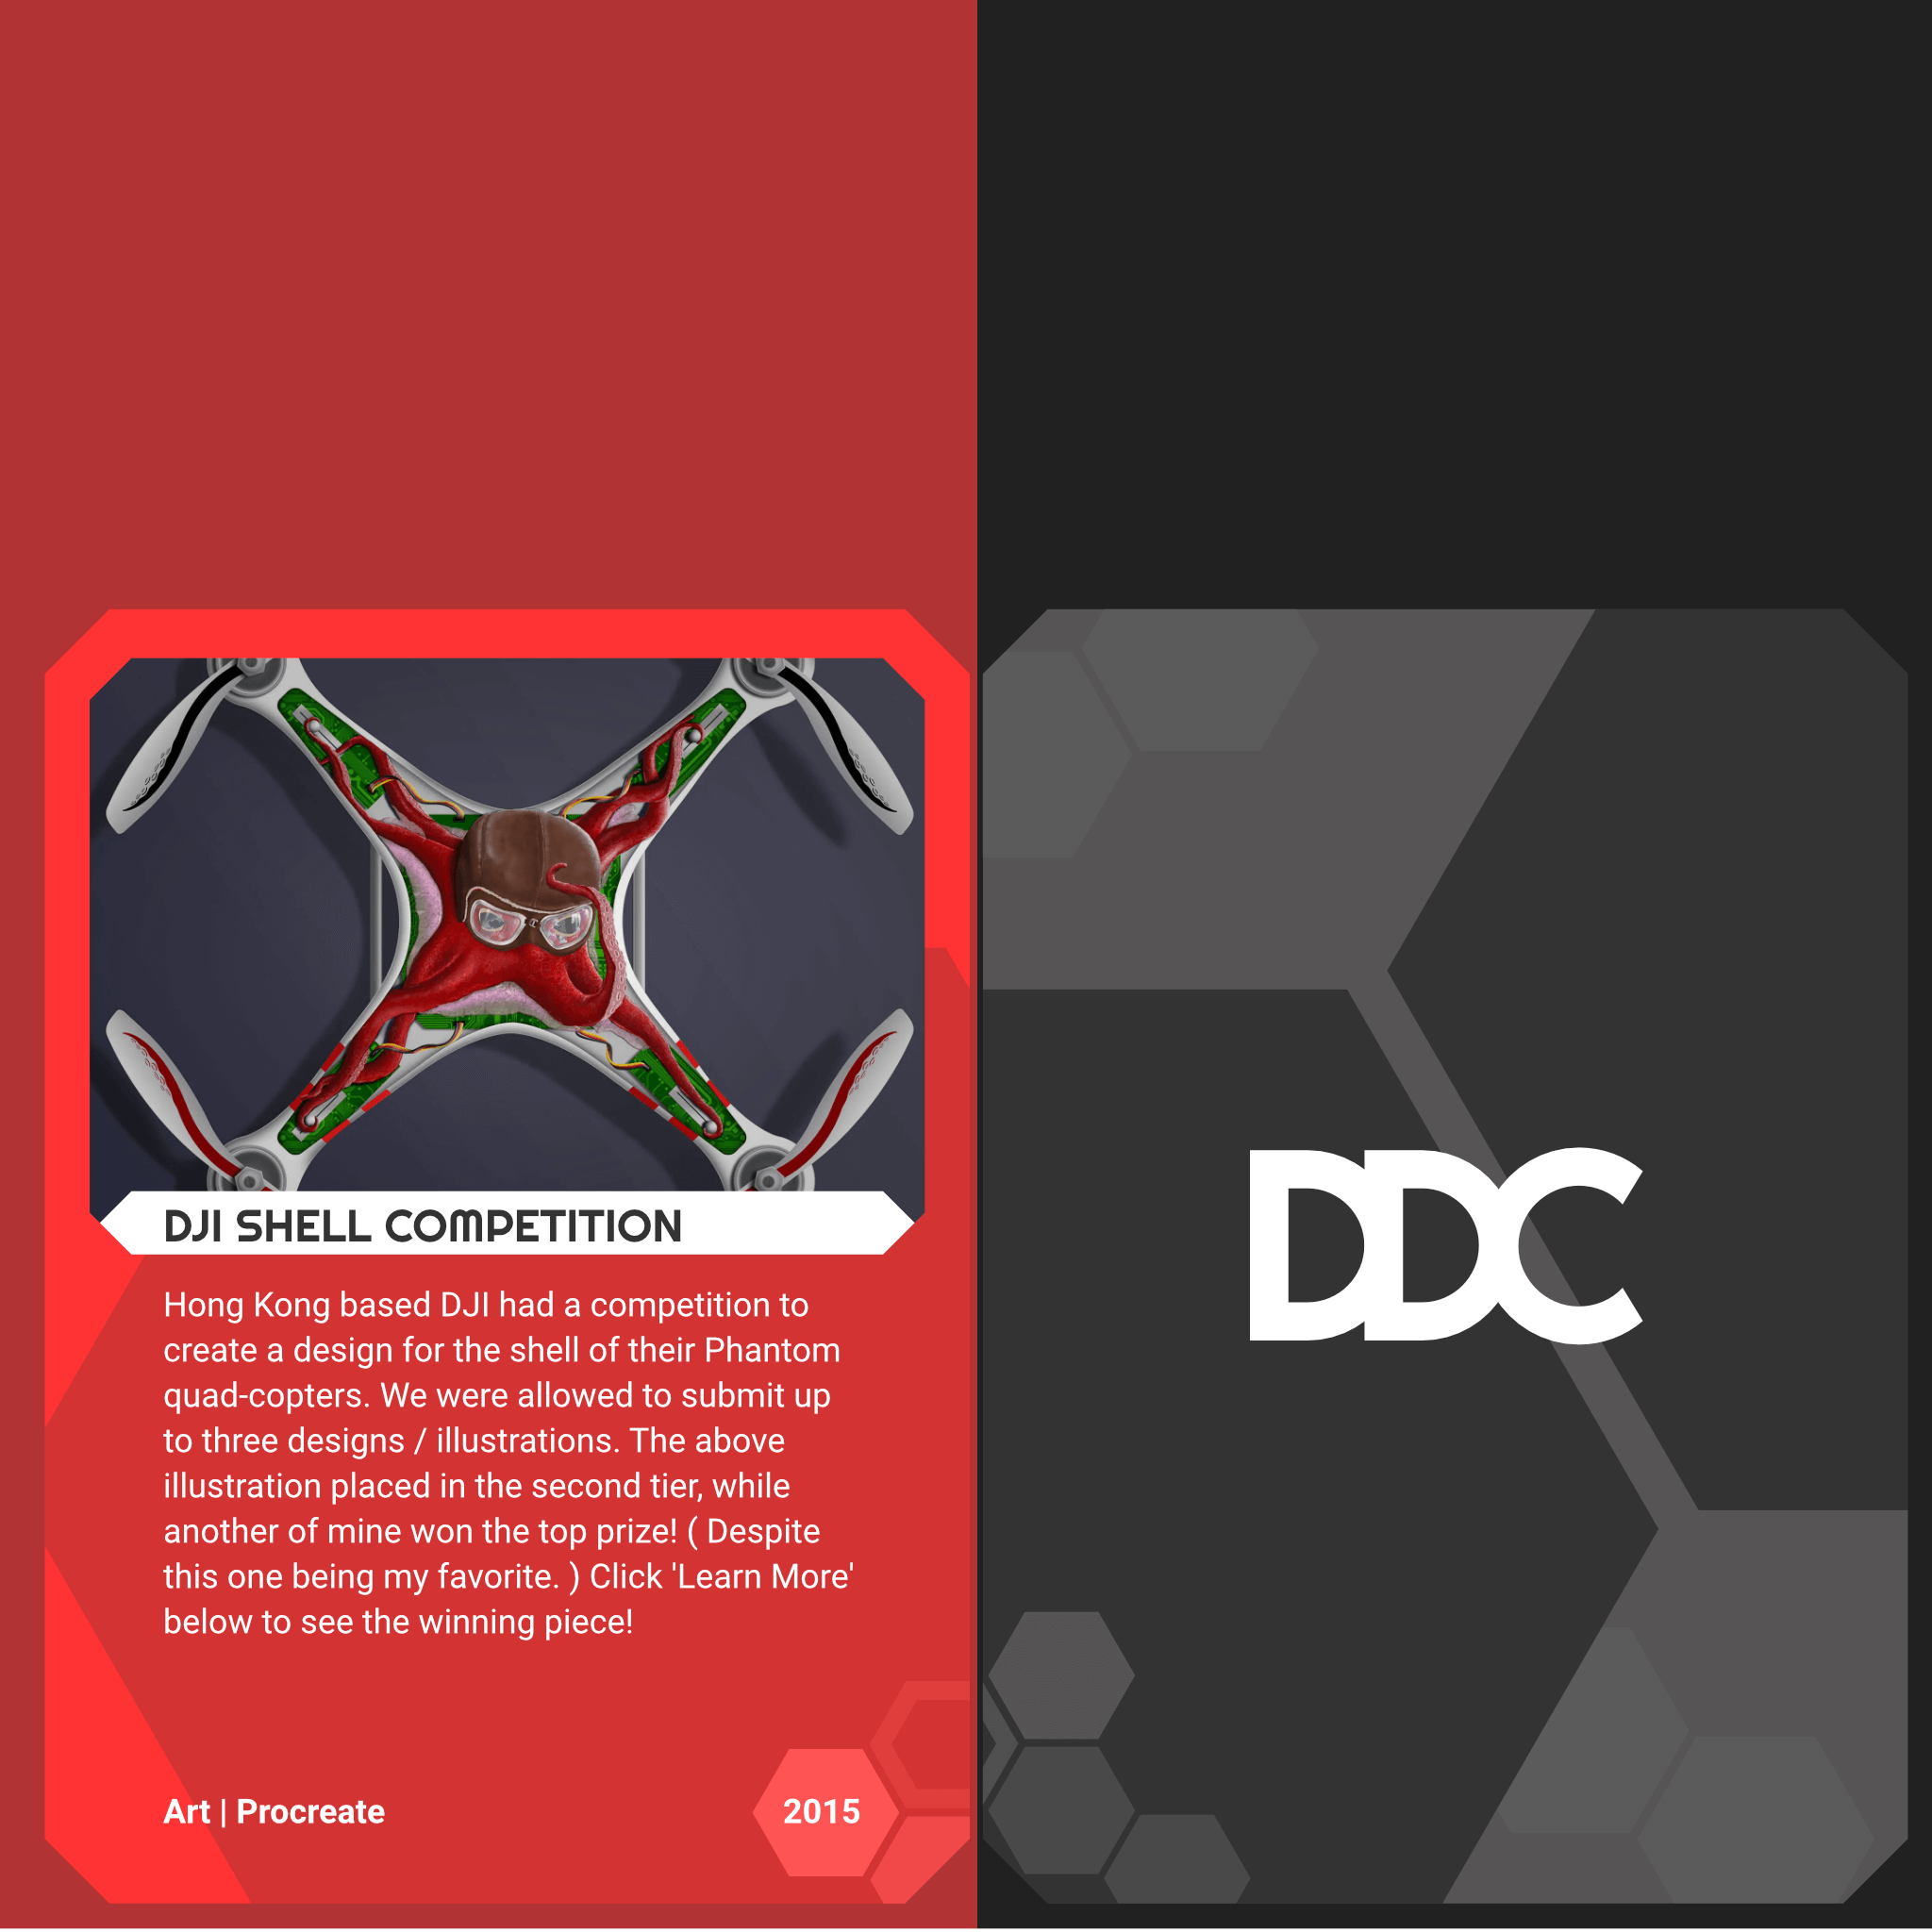 DJI SHELL COMPETITION
Hong Kong based DJI had a competition to
create a design for the shell of their Phantom
quad-copters. We were allowed to submit up
to three designs / illustrations. The above
illustration placed in the second tier, while
another of mine won the top prize! ( Despite
this one being my favorite. ) Click 'Learn More'
below to see the winning piece!
Art | Procreate
2015
DDC